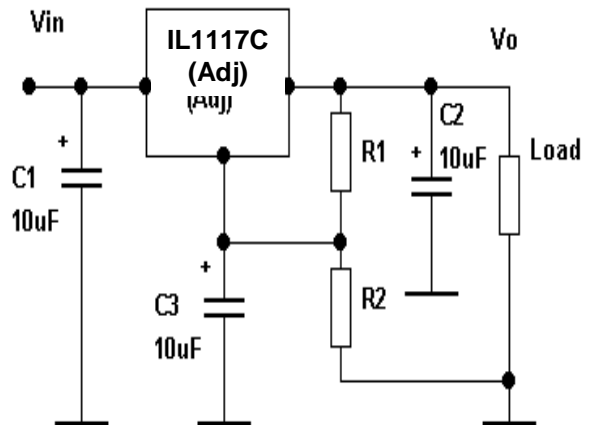 Vin
IL1117C
(Adj)
(Adj)
Vo
+
C1
10uF
R1
C2
+
10uF
Load
+
C3
10uF
R2